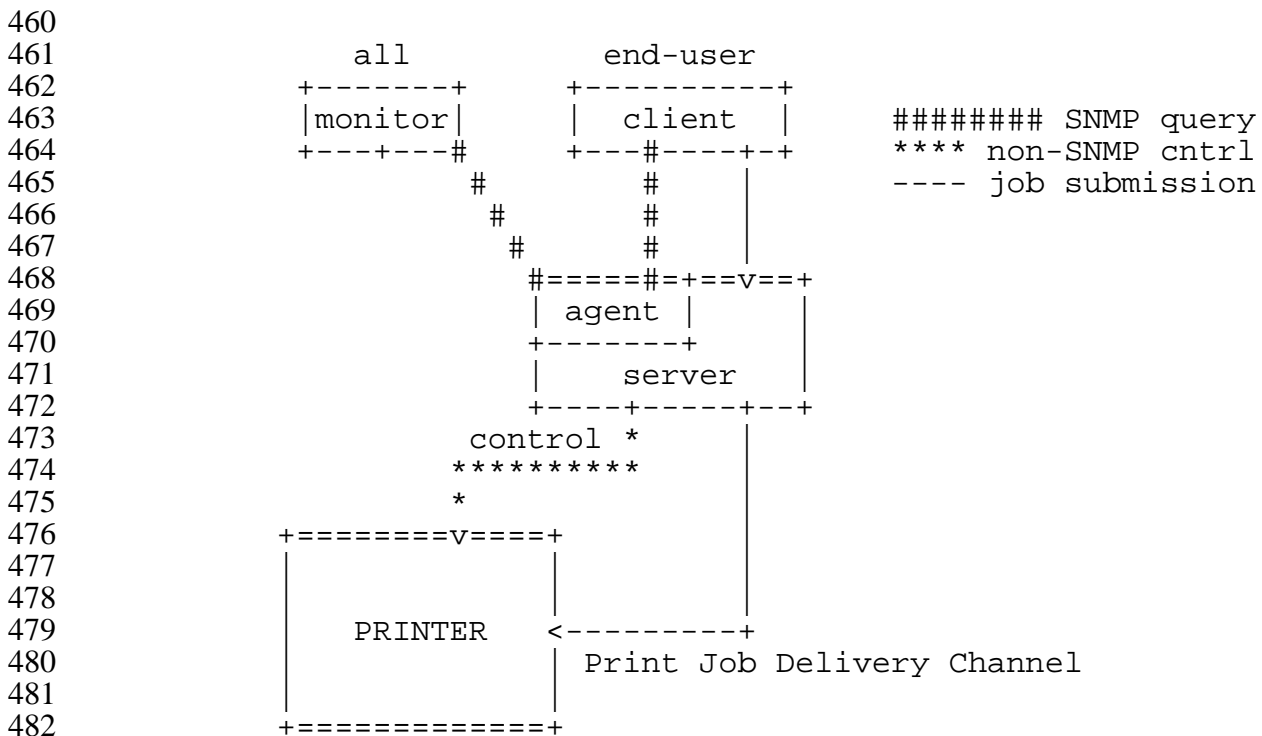 460
461                 all          end-user
462              +-------+     +----------+
463              |monitor|     |  client  |     ######## SNMP query
464              +---+---#     +---#----+-+     **** non-SNMP cntrl
465                       #        #    |       ---- job submission
466                        #       #    |
467                         #      #    |
468                          #=====#=+==v==+
469                          | agent |     |
470                          +-------+     |
471                          |    server   |
472                          +----+-----+--+
473                       control *     |
474                      **********     |
475                      *              |
476             +========v====+         |
477             |             |         |
478             |             |         |
479             |   PRINTER   <---------+
480             |             | Print Job Delivery Channel
481             |             |
482             +=============+